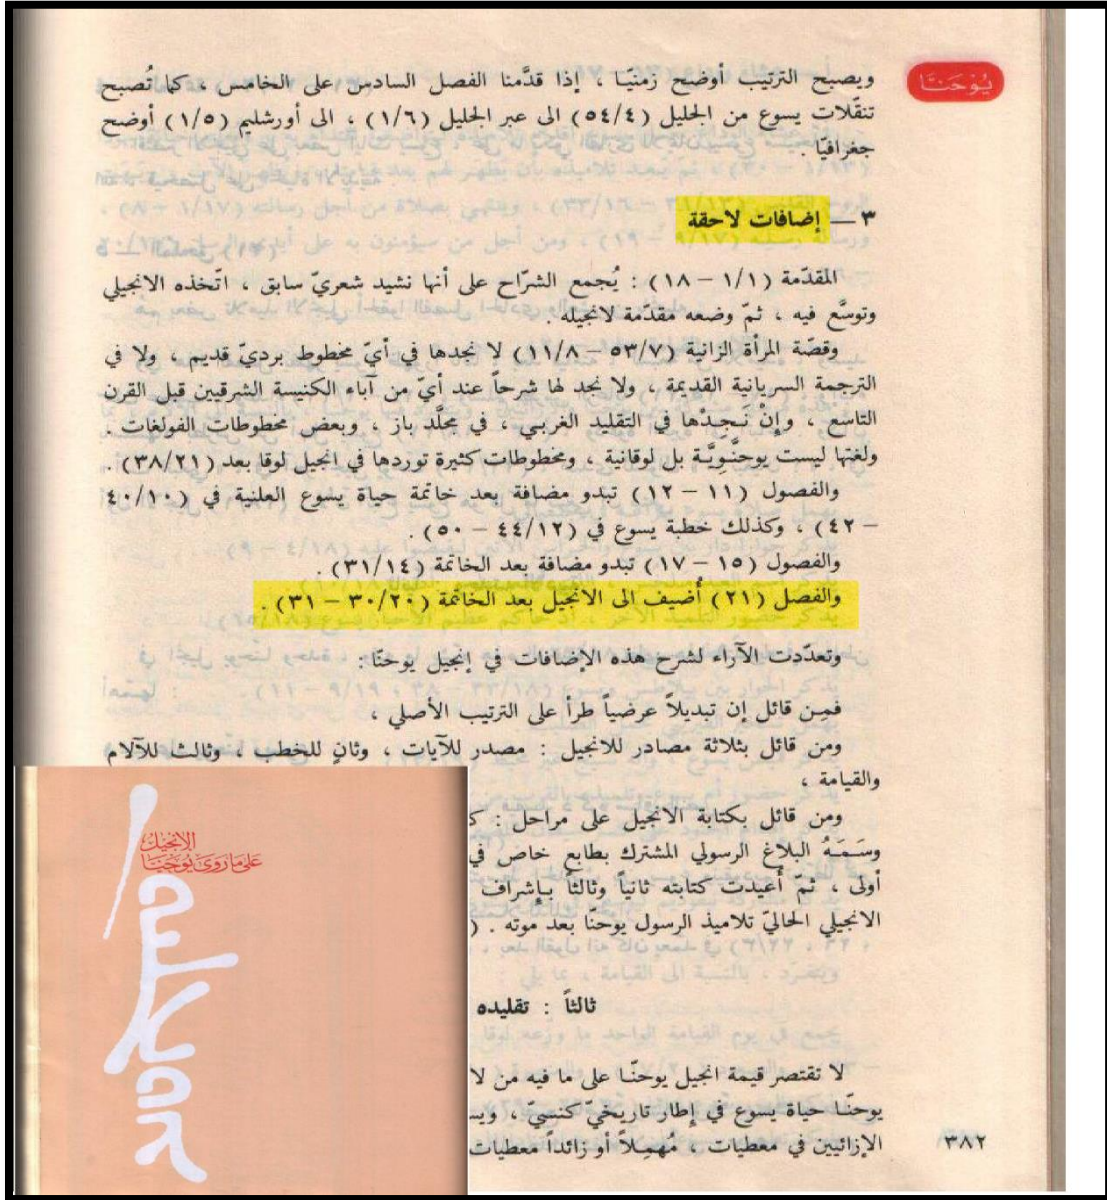 يُوحَنَّا
ويصبح الترتيب أوضح زمنيّا ، إذا قدَّمنا الفصل السادس على الخامس ، كما تُصبح
تنقّلات يسوع من الجليل (٥٤/٤) الى عبر الجليل (١/٦) ، الى أورشليم (١/٥) أوضح
جغرافيّا .
٣ — إضافات لاحقة
المقدّمة (١/١ – ١٨) : يُجمع الشرّاح على أنها نشيد شعريّ سابق ، اتّخذه الانجيلي
وتوسَّع فيه ، ثمّ وضعه مقدّمة لانجيله .
وقصّة المرأة الزانية (٥٣/٧ – ١١/٨) لا نجدها في أيّ مخطوط برديّ قديم ، ولا في
الترجمة السريانية القديمة ، ولا نجد لها شرحاً عند أيّ من آباء الكنيسة الشرقيين قبل القرن
التاسع ، وإنْ نَجِدْها في التقليد الغربي ، في مجلَّد باز ، وبعض مخطوطات الفولغات .
ولغتها ليست يوحنَّوِيَّة بل لوقانية ، ومخطوطات كثيرة توردها في انجيل لوقا بعد (٣٨/٢١) .
والفصول (١١ – ١٢) تبدو مضافة بعد خاتمة حياة يسوع العلنية في (٤٠/١٠
– ٤٢) ، وكذلك خطبة يسوع في (٤٤/١٢ – ٥٠) .
والفصول (١٥ – ١٧) تبدو مضافة بعد الخاتمة (٣١/١٤) .
والفصل (٢١) أُضيف الى الانجيل بعد الخاتمة (٣٠/٢٠ – ٣١) .
وتعدّدت الآراء لشرح هذه الإضافات في إنجيل يوحنّا :
فمِن قائل إن تبديلاً عرضياً طرأ على الترتيب الأصلي ،
ومن قائل بثلاثة مصادر للانجيل : مصدر للآيات ، وثانٍ للخطب ، وثالث للآلام
والقيامة ،
ومن قائل بكتابة الانجيل على مراحل : ك
وسَمَهُ البلاغ الرسولي المشترك بطابع خاص في
أولى ، ثمّ أُعيدت كتابته ثانياً وثالثاً بإشراف
الانجيلي الحاليّ تلاميذ الرسول يوحنّا بعد موته . (
ثالثاً : تقليده
لا تقتصر قيمة انجيل يوحنّا على ما فيه من لا
يوحنّا حياة يسوع في إطار تاريخيّ كنسيّ ، ويس
الإزائيين في معطيات ، مُهمِلاً أو زائداً معطيات
٣٨٢
الإنجيل
على ما روى يوحنا